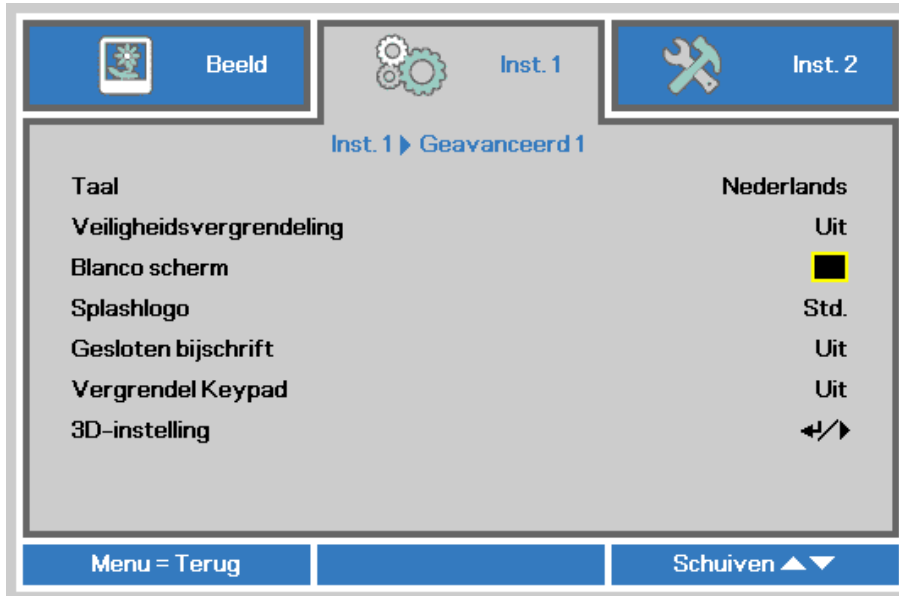 Beeld
Inst. 1
Inst. 2
Inst. 1 Geavanceerd 1
Taal Nederlands
Veiligheidsvergrendeling Uit
Blanco scherm
Splashlogo Std.
Gesloten bijschrift Uit
Vergrendel Keypad Uit
3D-instelling /
Menu = Terug
Schuiven